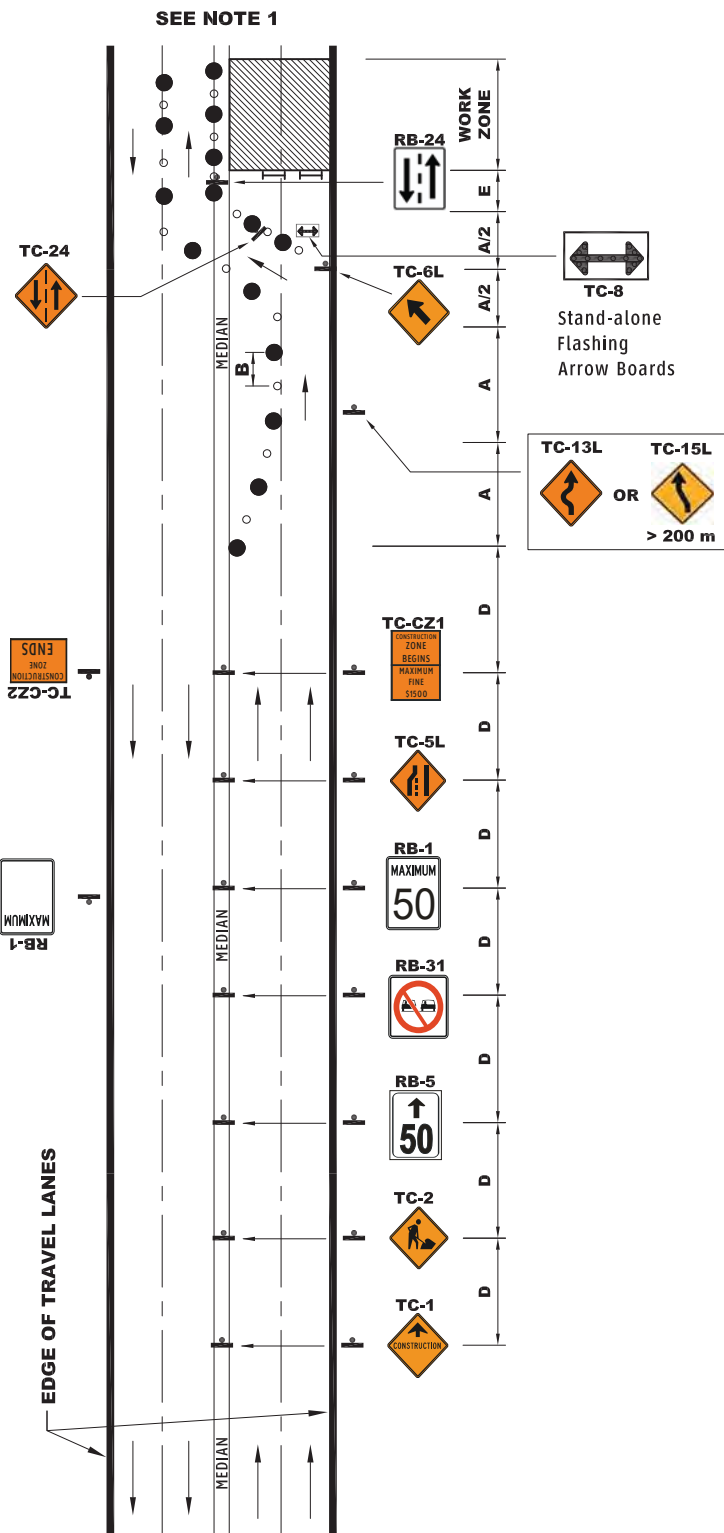 SEE NOTE 1
WORK
ZONE
RB-24
E
A/2
TC-24
TC-6L
TC-8
Stand-alone
Flashing
Arrow Boards
A/2
MEDIAN
B
A
TC-13L
OR
TC-15L
> 200 m
A
D
TC-CZ1
CONSTRUCTION
ZONE
BEGINS
MAXIMUM
FINE
$1500
CONSTRUCTION
ZONE
ENDS
TC-CZ2
D
TC-5L
D
RB-1
MAXIMUM
50
MAXIMUM
RB-1
MEDIAN
D
RB-31
D
RB-5
50
D
TC-2
D
TC-1
CONSTRUCTION
EDGE OF TRAVEL LANES
MEDIAN